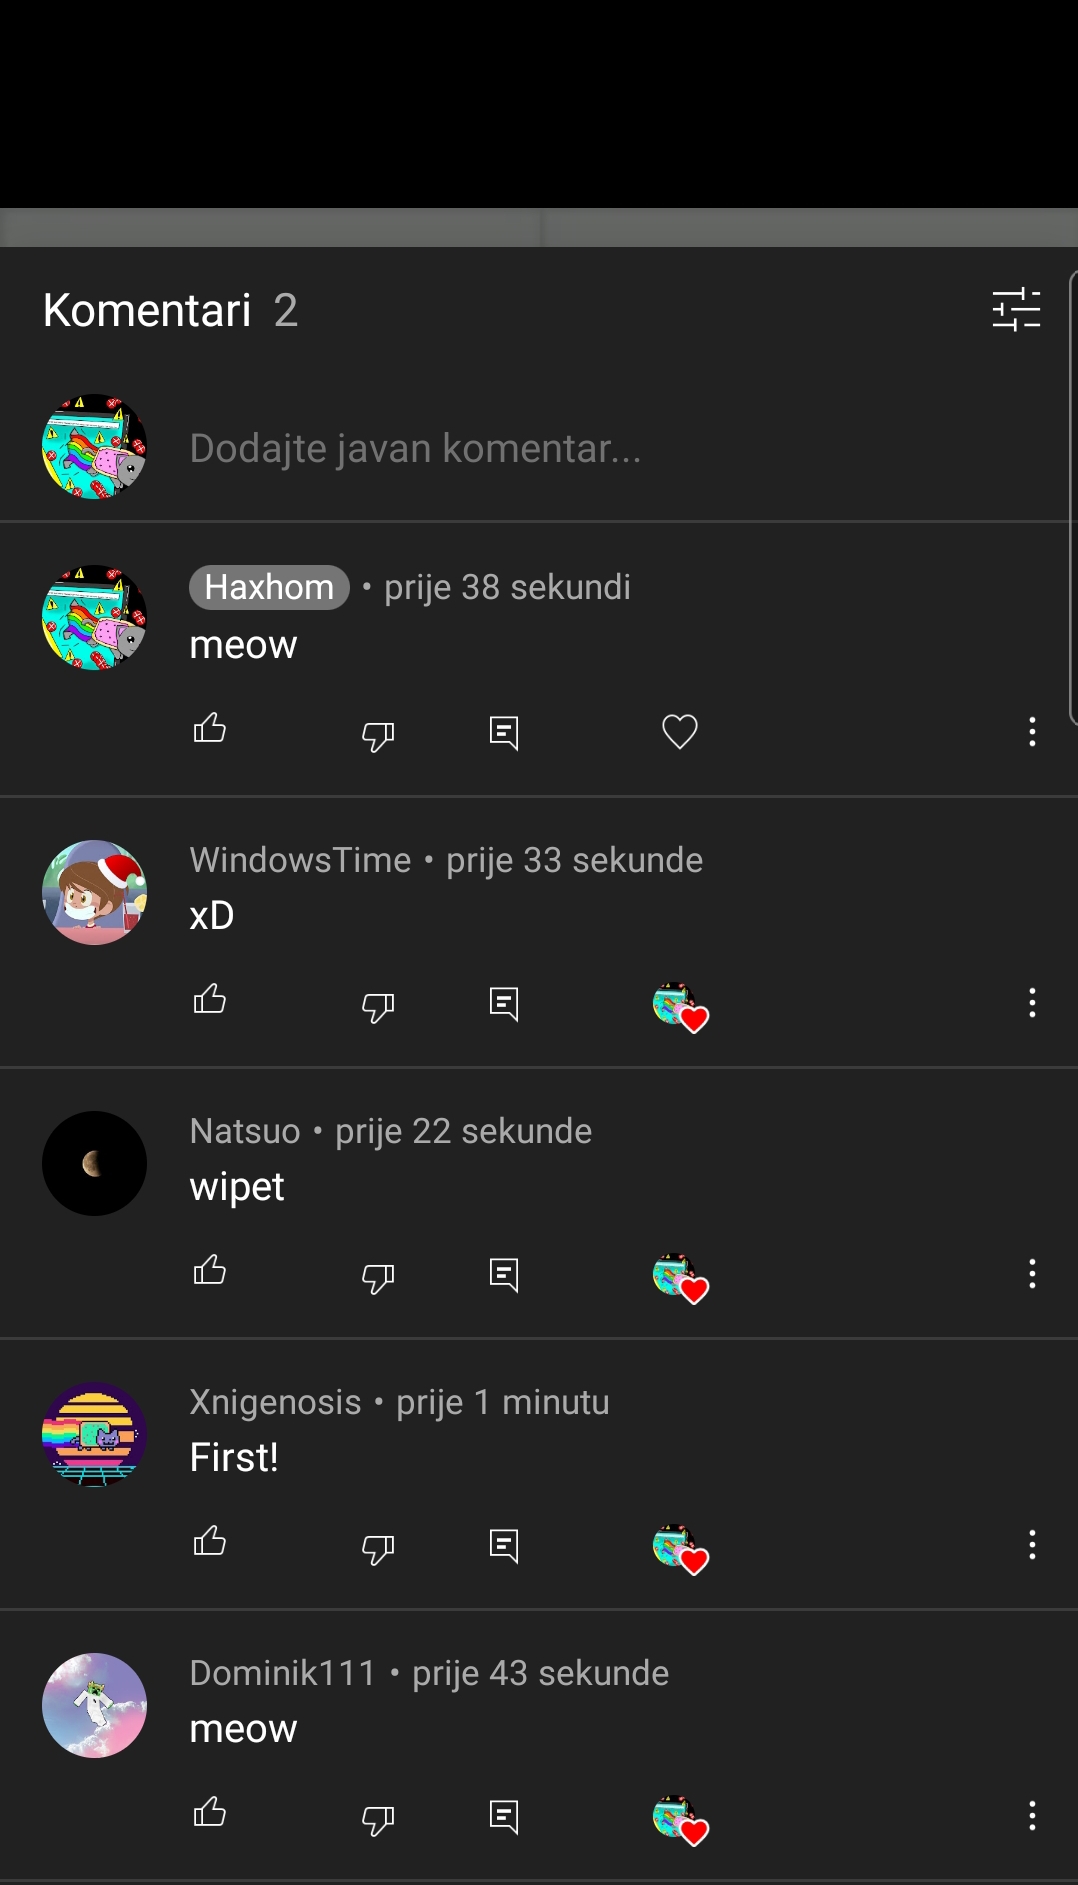 Komentari 2
Dodajte javan komentar...
Haxhom • prije 38 sekundi
meow
WindowsTime • prije 33 sekunde
xD
Natsuo • prije 22 sekunde
wipet
Xnigenosis • prije 1 minutu
First!
Dominik111 • prije 43 sekunde
meow